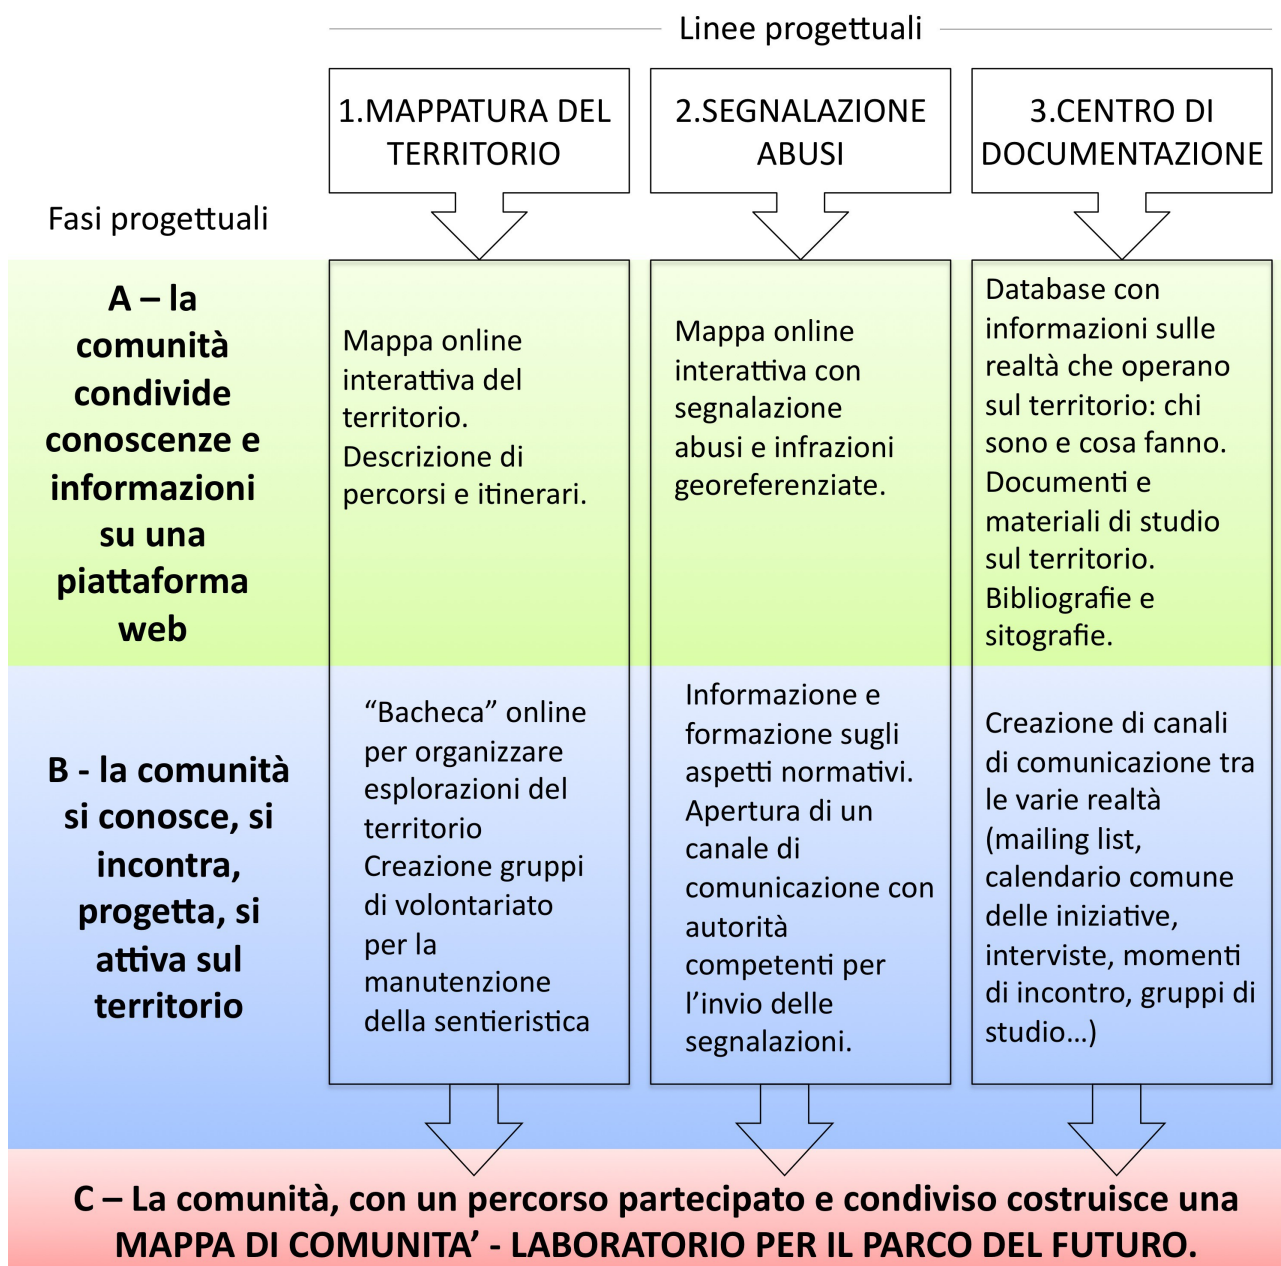 Linee progettuali
1.MAPPATURA DEL
TERRITORIO
2.SEGNALAZIONE
ABUSI
3.CENTRO DI
DOCUMENTAZIONE
Fasi progettuali
A – la
comunità
condivide
conoscenze e
informazioni
su una
piattaforma
web
Mappa online
interattiva del
territorio.
Descrizione di
percorsi e itinerari.
Mappa online
interattiva con
segnalazione
abusi e infrazioni
georeferenziate.
Database con
informazioni sulle
realtà che operano
sul territorio: chi
sono e cosa fanno.
Documenti e
materiali di studio
sul territorio.
Bibliografie e
sitografie.
B - la comunità
si conosce, si
incontra,
progetta, si
attiva sul
territorio
“Bacheca” online
per organizzare
esplorazioni del
territorio
Creazione gruppi
di volontariato
per la
manutenzione
della sentieristica
Informazione e
formazione sugli
aspetti normativi.
Apertura di un
canale di
comunicazione con
autorità
competenti per
l’invio delle
segnalazioni.
Creazione di canali
di comunicazione tra
le varie realtà
(mailing list,
calendario comune
delle iniziative,
interviste, momenti
di incontro, gruppi di
studio…)
C – La comunità, con un percorso partecipato e condiviso costruisce una
MAPPA DI COMUNITA’ - LABORATORIO PER IL PARCO DEL FUTURO.